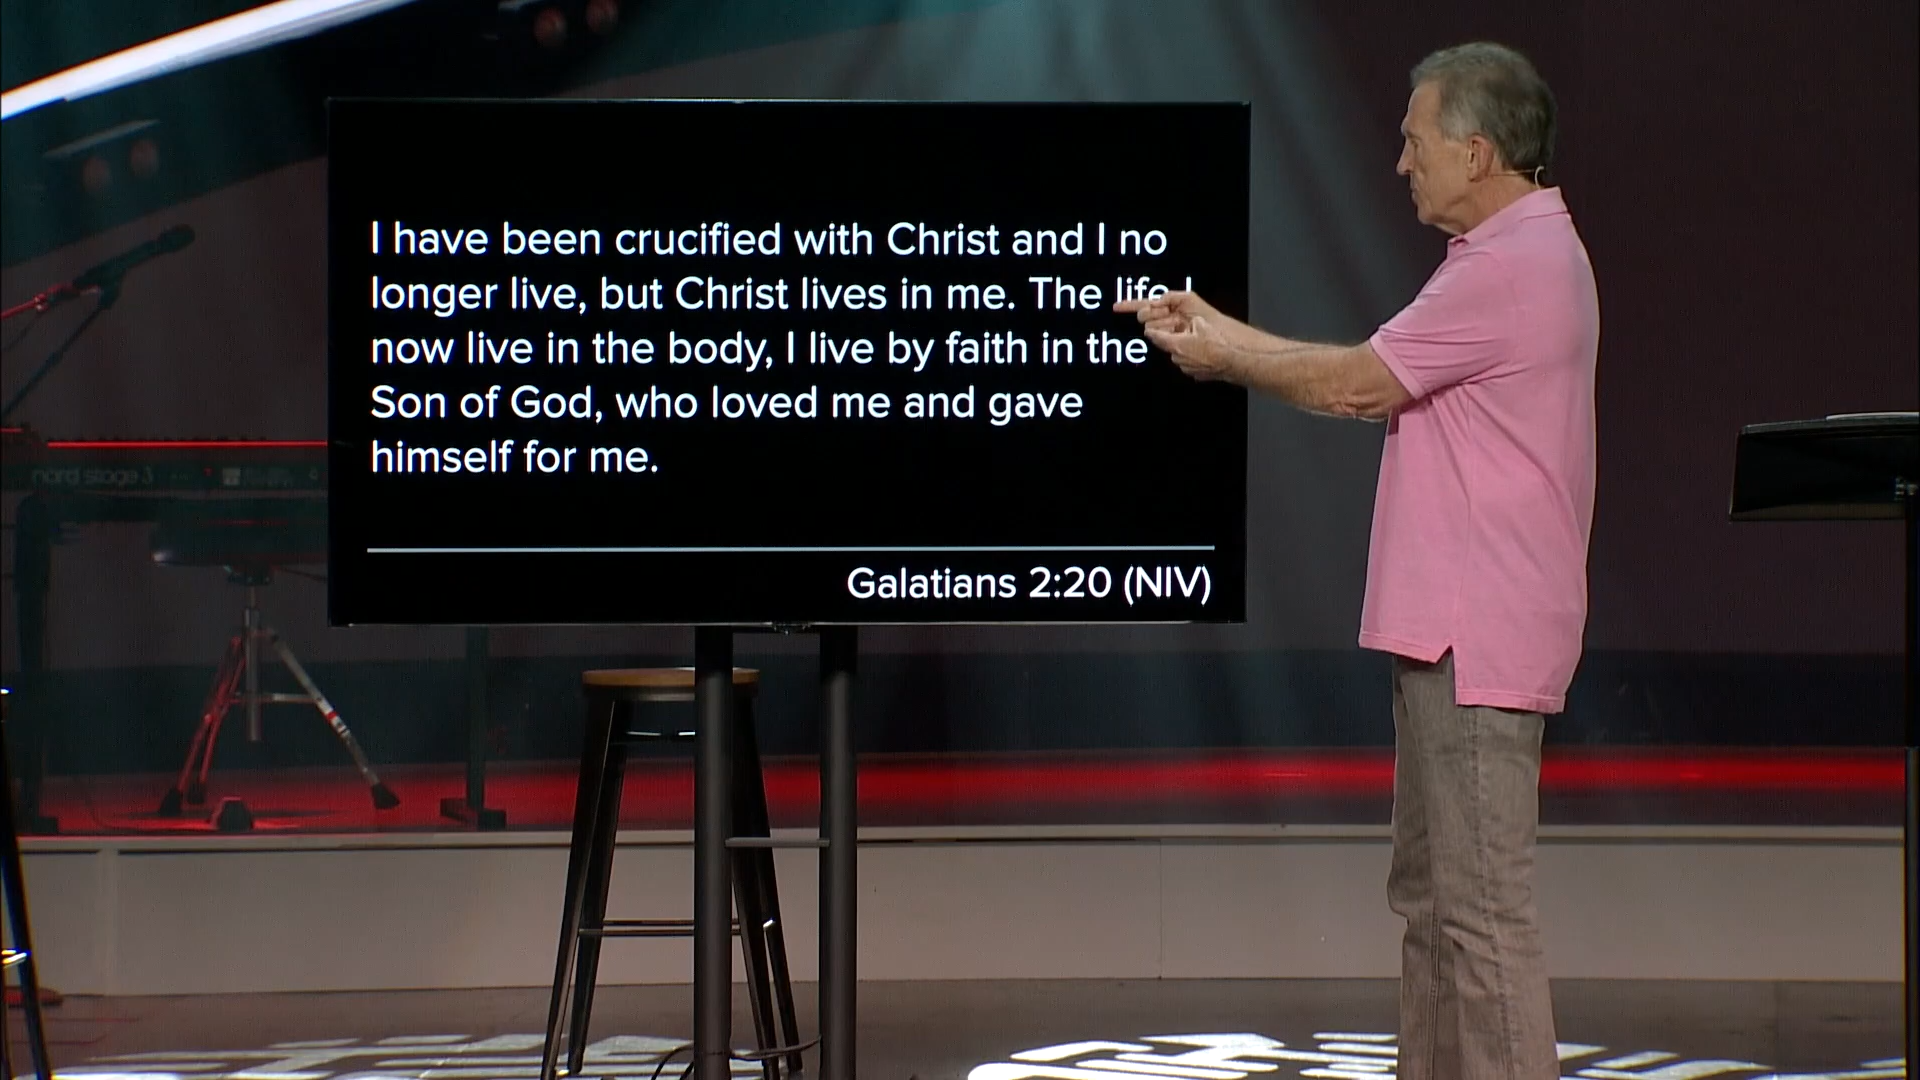 I have been crucified with Christ and I no
longer live, but Christ lives in me. The life I
now live in the body, I live by faith in the
Son of God, who loved me and gave
himself for me.
Galatians 2:20 (NIV)
nord stage 3